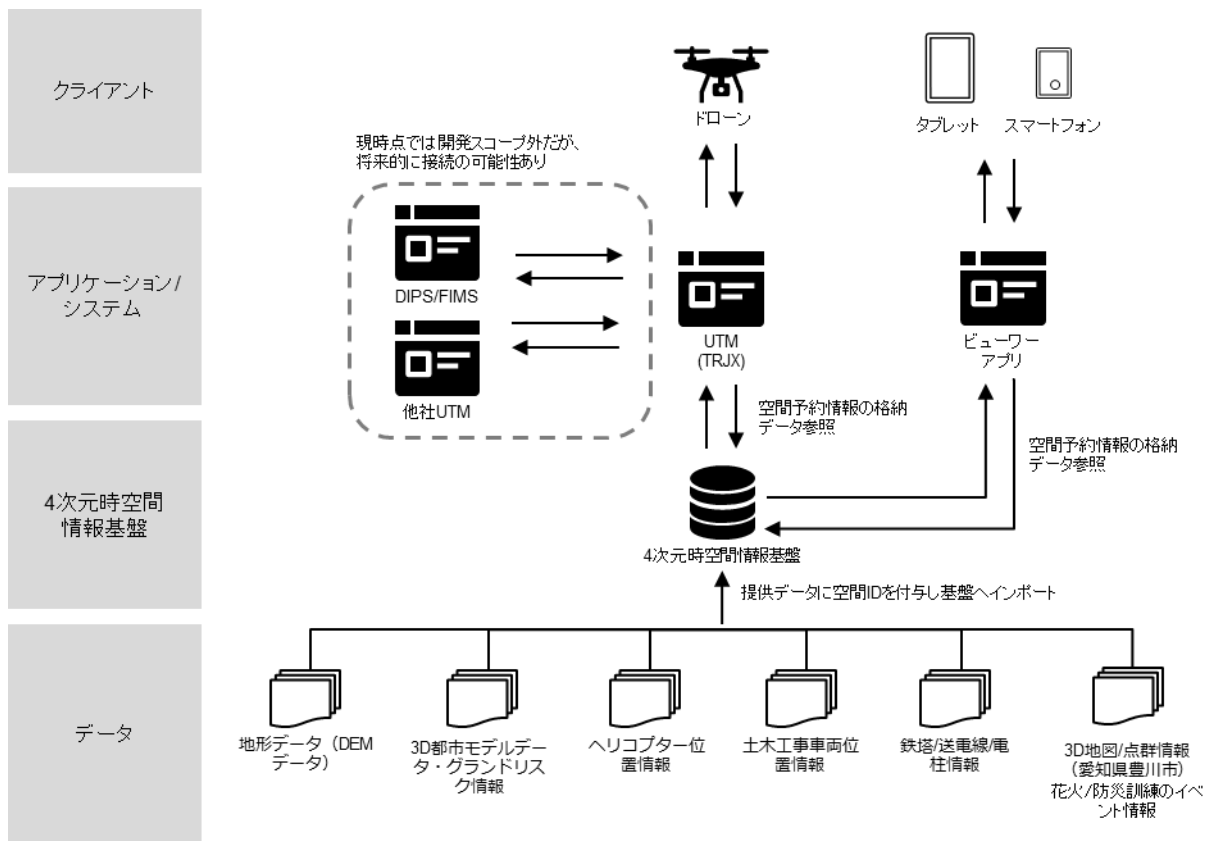 クライアント
ドローン
タブレット
スマートフォン
現時点では開発スコープ外だが、
将来的に接続の可能性あり
アプリケーション/
システム
DIPS/FIMS
他社UTM
UTM
(TRJX)
ビューワー
アプリ
空間予約情報の格納
データ参照
空間予約情報の格納
データ参照
4次元時空間
情報基盤
4次元時空間情報基盤
提供データに空間IDを付与し基盤へインポート
データ
地形データ（DEM
データ）
3D都市モデルデー
タ・グランドリス
ク情報
ヘリコプター位
置情報
土木工事車両位
置情報
鉄塔/送電線/電
柱情報
3D地図/点群情報
（愛知県豊川市）
花火/防災訓練のイベ
ント情報